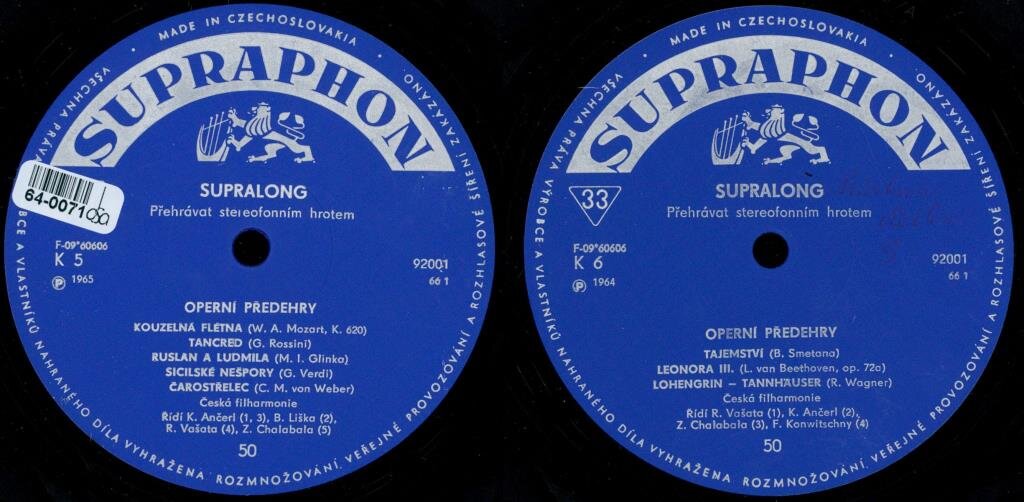 MADE IN CZECHOSLOVAKIA
SUPRAPHON
VŠECHNA PRÁVA VÝROBCE A VLASTNÍKŮ NAHRANÉHO DÍLA VYHRAŽENA. ROZMNOŽOVÁNÍ, VEŘEJNÉ PROVOZOVÁNÍ A ROZHLASOVÉ ŠÍŘENÍ ZAKÁZÁNO
64-0071
SUPRALONG
Přehrávat stereofonním hrotem
F-09*60606
K 5
92001
66 1
Ⓟ 1965
OPERNÍ PŘEDEHRY
KOUZELNÁ FLÉTNA (W. A. Mozart, K. 620)
TANCRED (G. Rossini)
RUSLAN A LUDMILA (M. I. Glinka)
SICILSKÉ NEŠPORY (G. Verdi)
ČAROSTŘELEC (C. M. von Weber)
Česká filharmonie
Řídí K. Ančerl (1, 3), B. Liška (2),
R. Vašata (4), Z. Chalabala (5)
50
MADE IN CZECHOSLOVAKIA
SUPRAPHON
VŠECHNA PRÁVA VÝROBCE A VLASTNÍKŮ NAHRANÉHO DÍLA VYHRAŽENA. ROZMNOŽOVÁNÍ, VEŘEJNÉ PROVOZOVÁNÍ A ROZHLASOVÉ ŠÍŘENÍ ZAKÁZÁNO
33
SUPRALONG
Přehrávat stereofonním hrotem
F-09*60606
K 6
92001
66 1
Ⓟ 1964
OPERNÍ PŘEDEHRY
TAJEMSTVÍ (B. Smetana)
LEONORA III. (L. van Beethoven, op. 72a)
LOHENGRIN – TANNHÄUSER (R. Wagner)
Česká filharmonie
Řídí R. Vašata (1), K. Ančerl (2),
Z. Chalabala (3), F. Konwitschny (4)
50